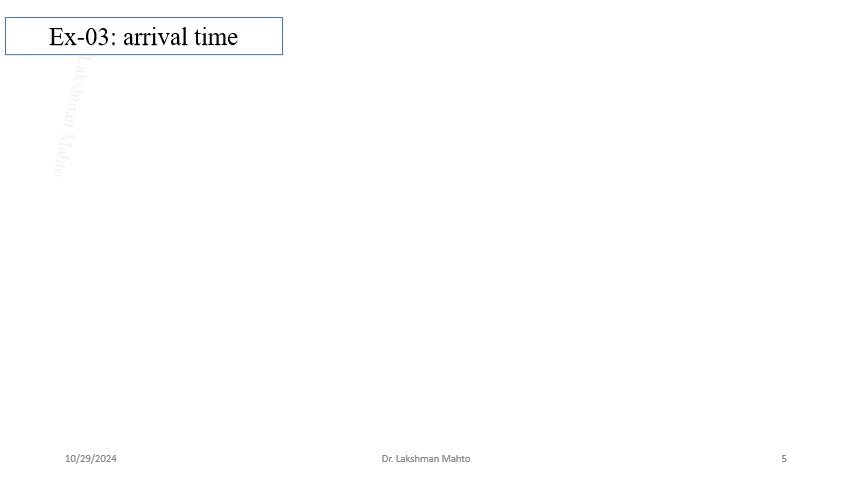 Ex-03: arrival time
Lakshman Mahto
10/29/2024
Dr. Lakshman Mahto
5